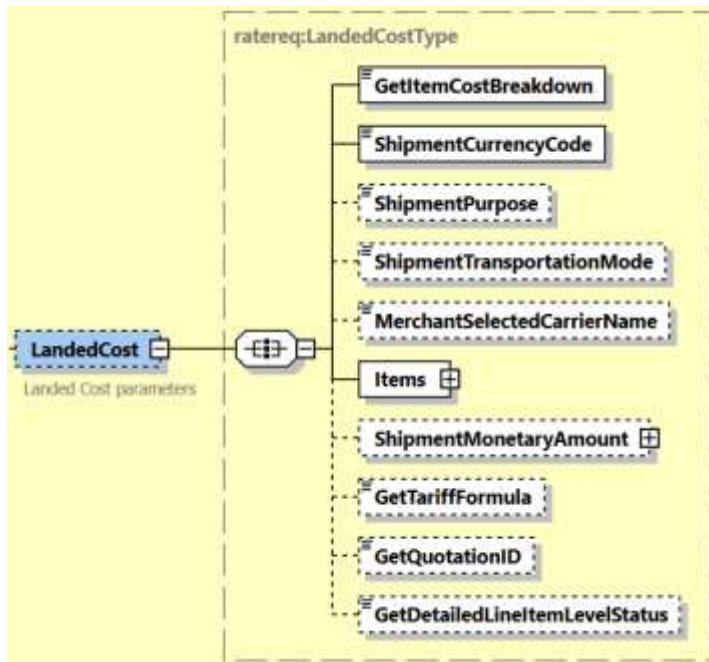 ratereq:LandedCostType
GetItemCostBreakdown
ShipmentCurrencyCode
ShipmentPurpose
ShipmentTransportationMode
MerchantSelectedCarrierName
LandedCost
Items
Landed Cost parameters
ShipmentMonetaryAmount
GetTariffFormula
GetQuotationID
GetDetailedLineItemLevelStatus